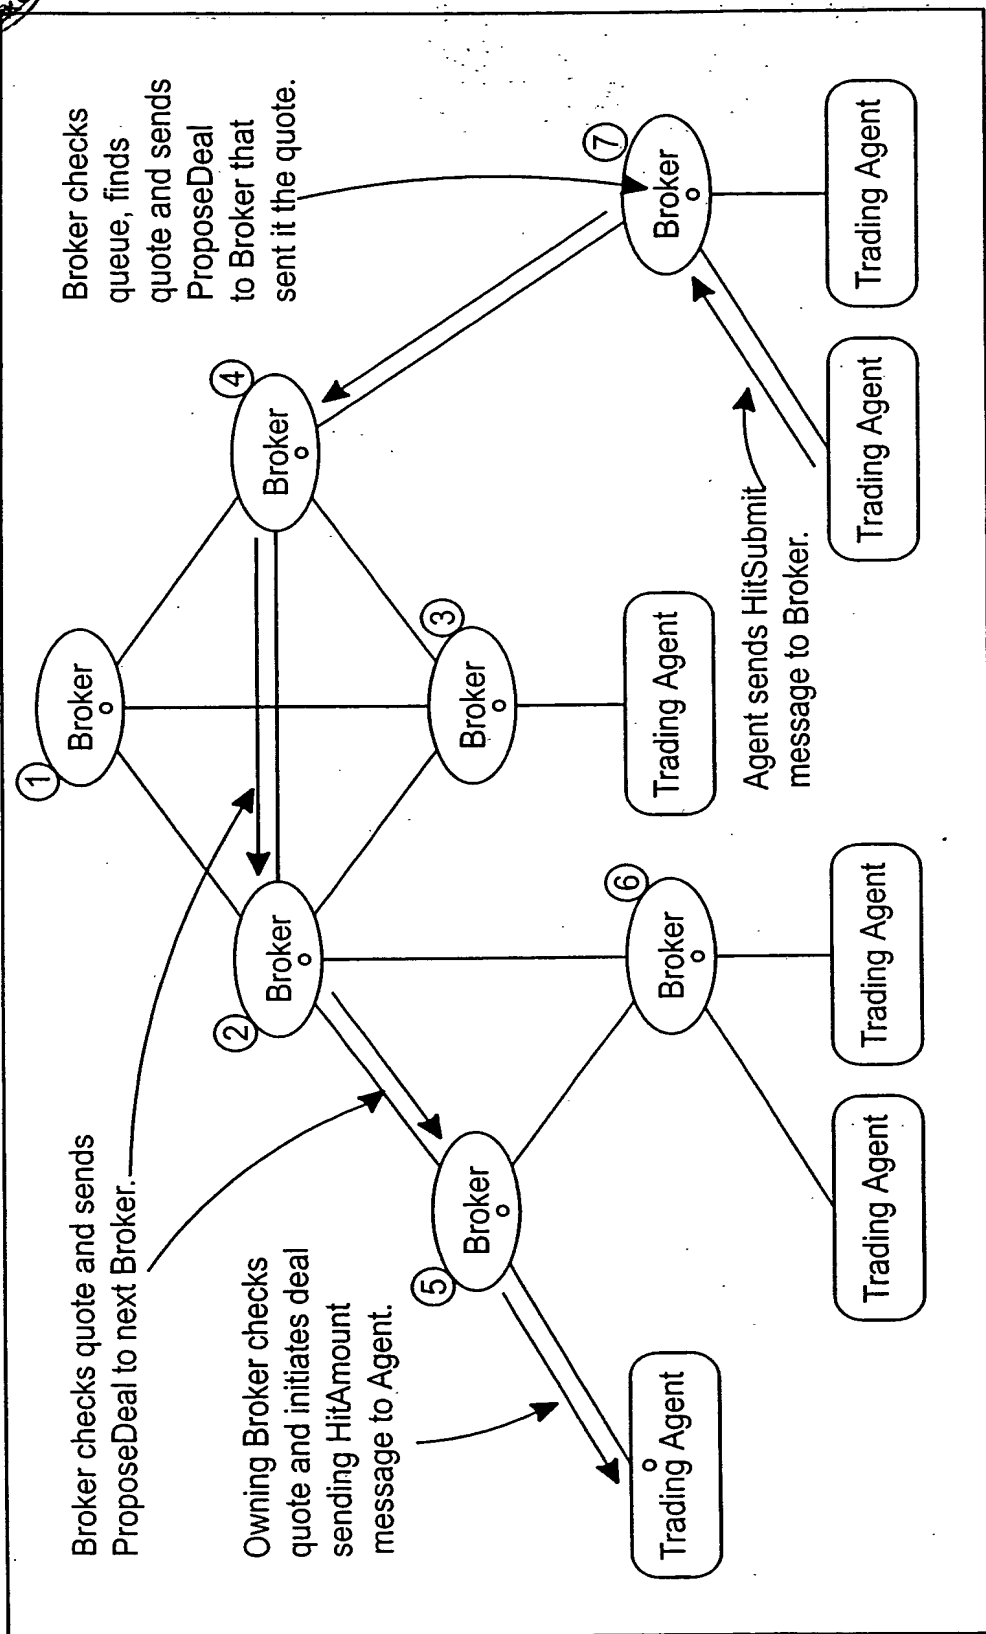 Broker checks quote and sends
ProposeDeal to next Broker.
Owning Broker checks
quote and initiates deal
sending HitAmount
message to Agent.
Broker checks
queue, finds
quote and sends
ProposeDeal
to Broker that
sent it the quote.
Agent sends HitSubmit
message to Broker.
1
Broker
2
Broker
3
Broker
4
Broker
5
Broker
6
Broker
7
Broker
Trading Agent
Trading Agent
Trading Agent
Trading Agent
Trading Agent
Trading Agent